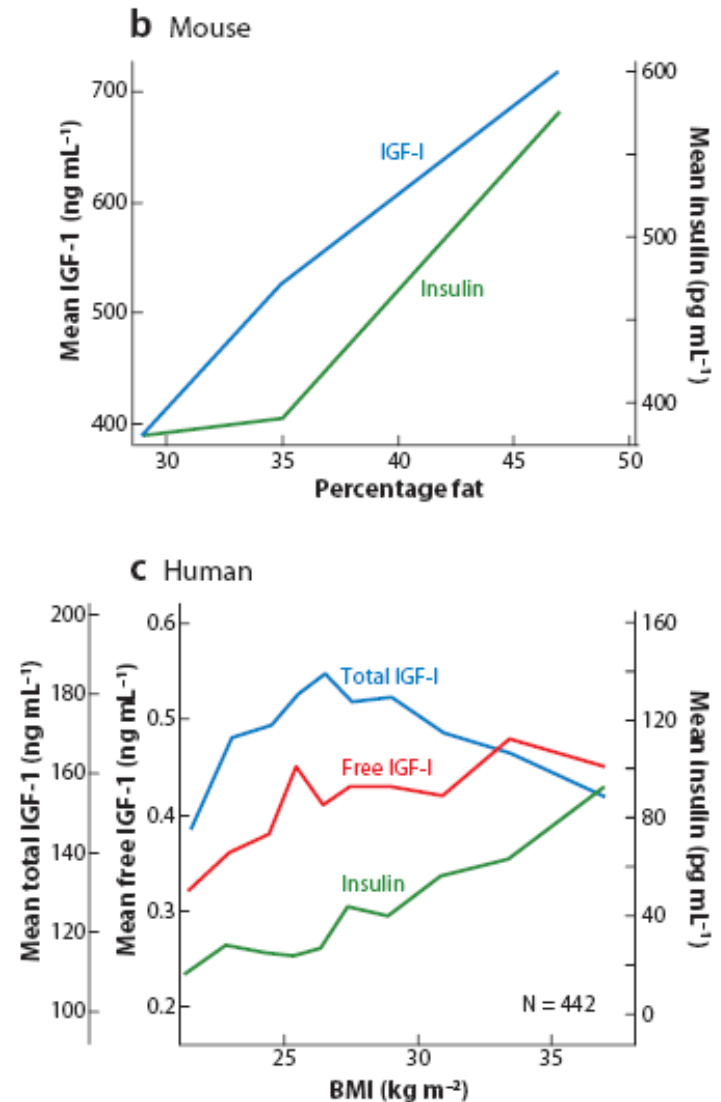 b Mouse
Mean IGF-1 (ng mL⁻¹)
700
600
500
400
IGF-I
Insulin
600
500
400
Mean insulin (pg mL⁻¹)
30 35 40 45 50
Percentage fat
c Human
Mean total IGF-1 (ng mL⁻¹)
200
180
160
140
120
100
Mean free IGF-1 (ng mL⁻¹)
0.6
0.5
0.4
0.3
0.2
Total IGF-I
Free IGF-I
Insulin
N = 442
160
120
80
40
0
Mean insulin (pg mL⁻¹)
25 30 35
BMI (kg m⁻²)